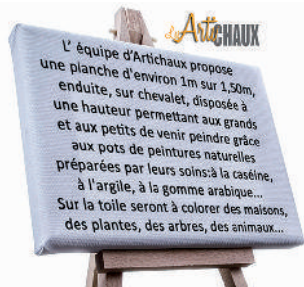 Les ArtiCHAUX
L' équipe d'Artichaux propose
une planche d'environ 1m sur 1,50m,
enduite, sur chevalet, disposée à
une hauteur permettant aux grands
et aux petits de venir peindre grâce
aux pots de peintures naturelles
préparées par leurs soins:à la caséine,
à l'argile, à la gomme arabique...
Sur la toile seront à colorer des maisons,
des plantes, des arbres, des animaux...